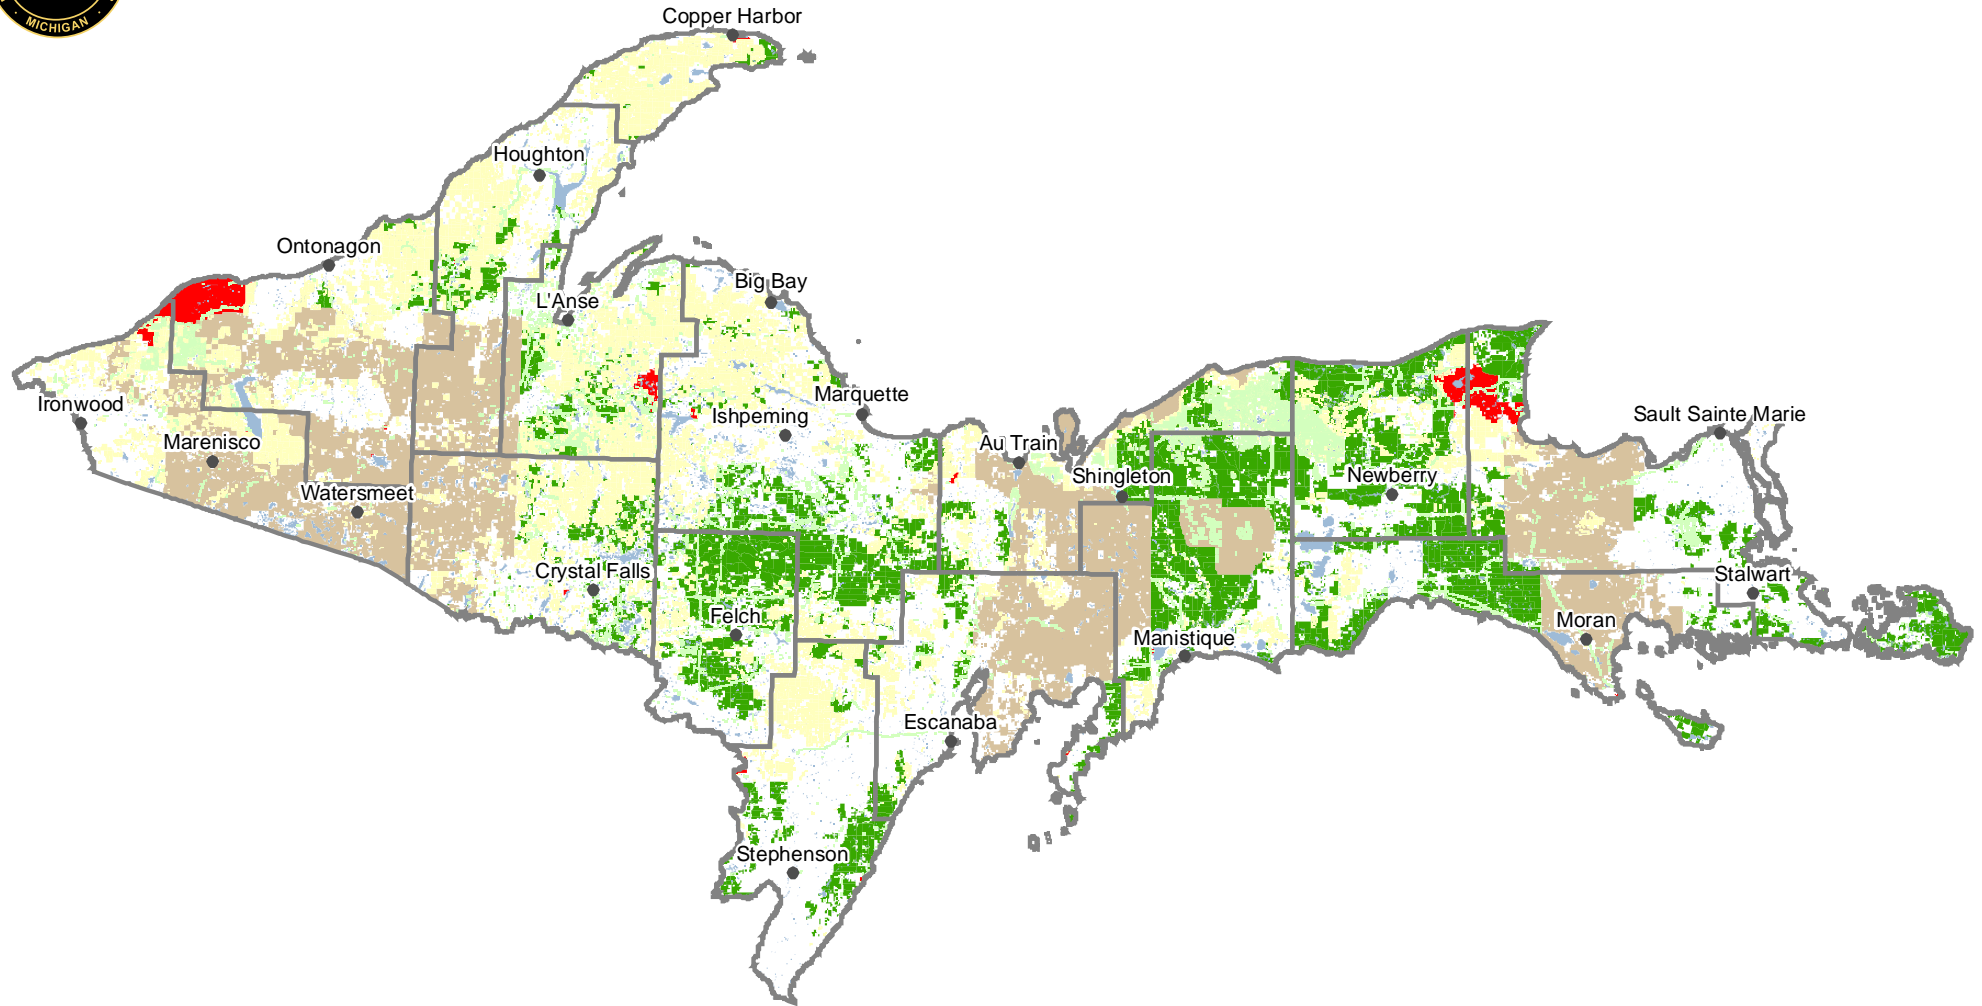 MICHIGAN
Copper Harbor
Houghton
Ontonagon
Big Bay
L'Anse
Marquette
Ironwood
Ishpeming
Sault Sainte Marie
Marenisco
Au Train
Shingleton
Newberry
Watersmeet
Crystal Falls
Stalwart
Felch
Moran
Manistique
Escanaba
Stephenson